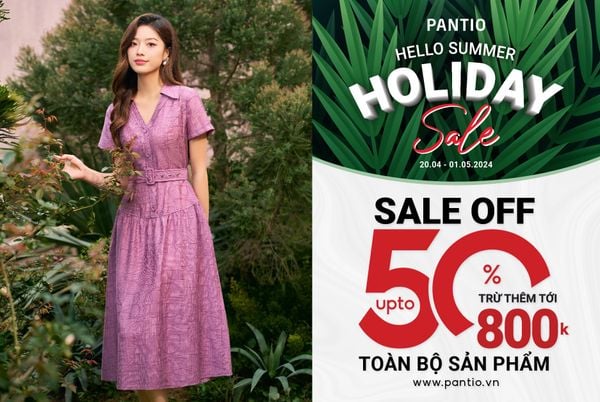 PANTIO
HELLO SUMMER
HOLIDAY
Sale
20.04 - 01.05.2024
SALE OFF
upto 50%
TRỪ THÊM TỚI
800k
TOÀN BỘ SẢN PHẨM
www.pantio.vn